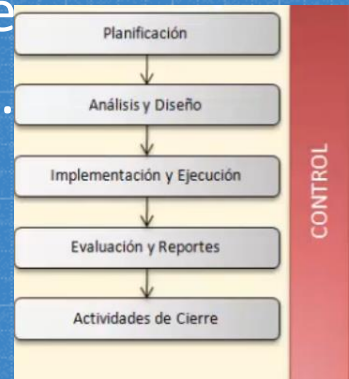 e
.
Planificación
Análisis y Diseño
Implementación y Ejecución
Evaluación y Reportes
Actividades de Cierre
CONTROL